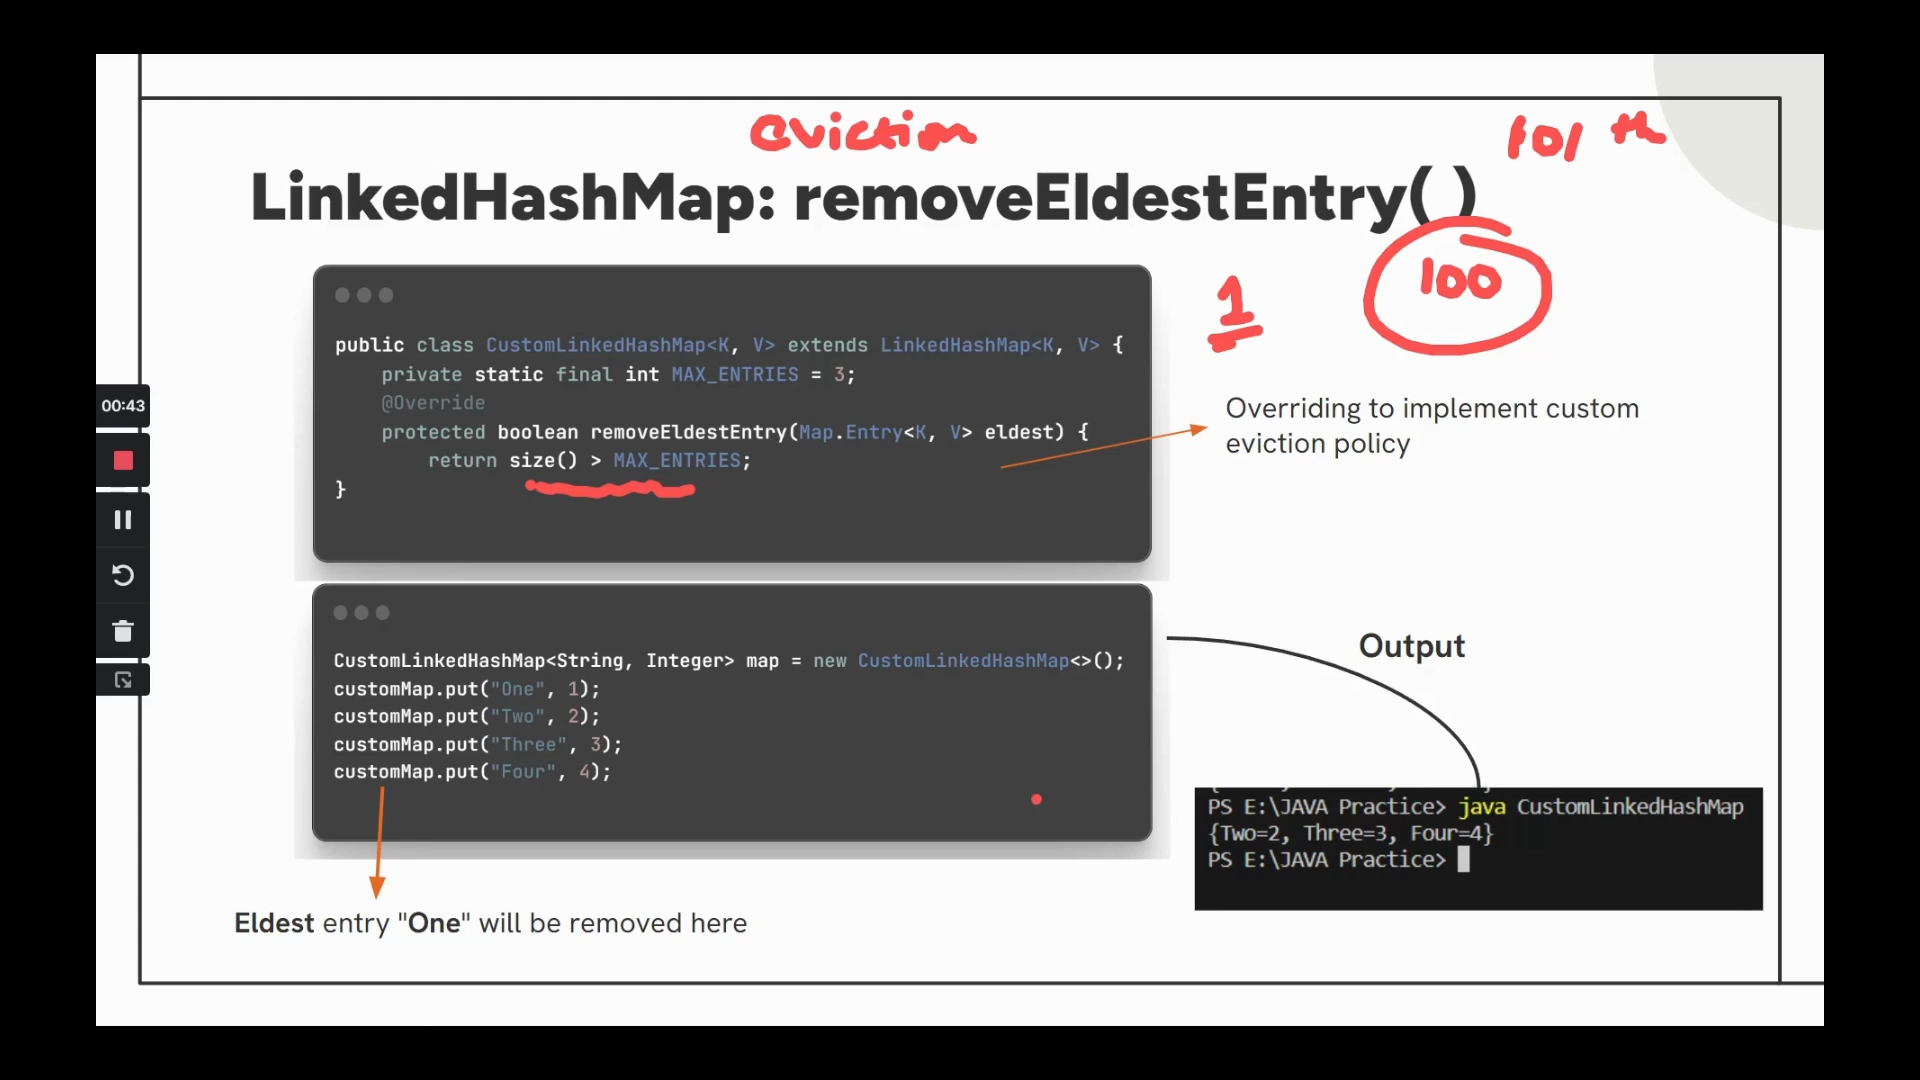 eviction
101 th
LinkedHashMap: removeEldestEntry()
1
100
public class CustomLinkedHashMap<K, V> extends LinkedHashMap<K, V> {
private static final int MAX_ENTRIES = 3;
@Override
protected boolean removeEldestEntry(Map.Entry<K, V> eldest) {
return size() > MAX_ENTRIES;
}
Overriding to implement custom
eviction policy
00:43
CustomLinkedHashMap<String, Integer> map = new CustomLinkedHashMap<>();
customMap.put("One", 1);
customMap.put("Two", 2);
customMap.put("Three", 3);
customMap.put("Four", 4);
Output
PS E:\JAVA Practice> java CustomLinkedHashMap
{Two=2, Three=3, Four=4}
PS E:\JAVA Practice>
Eldest entry "One" will be removed here